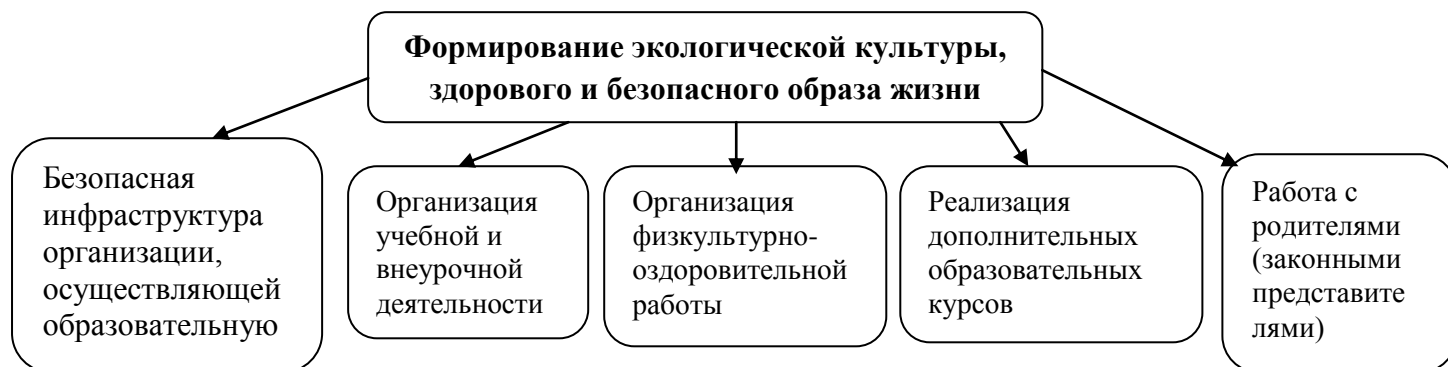 Формирование экологической культуры,
здорового и безопасного образа жизни
Безопасная
инфраструктура
организации,
осуществляющей
образовательную
Организация
учебной и
внеурочной
деятельности
Организация
физкультурно-
оздоровительной
работы
Реализация
дополнительных
образовательных
курсов
Работа с
родителями
(законными
представите
лями)